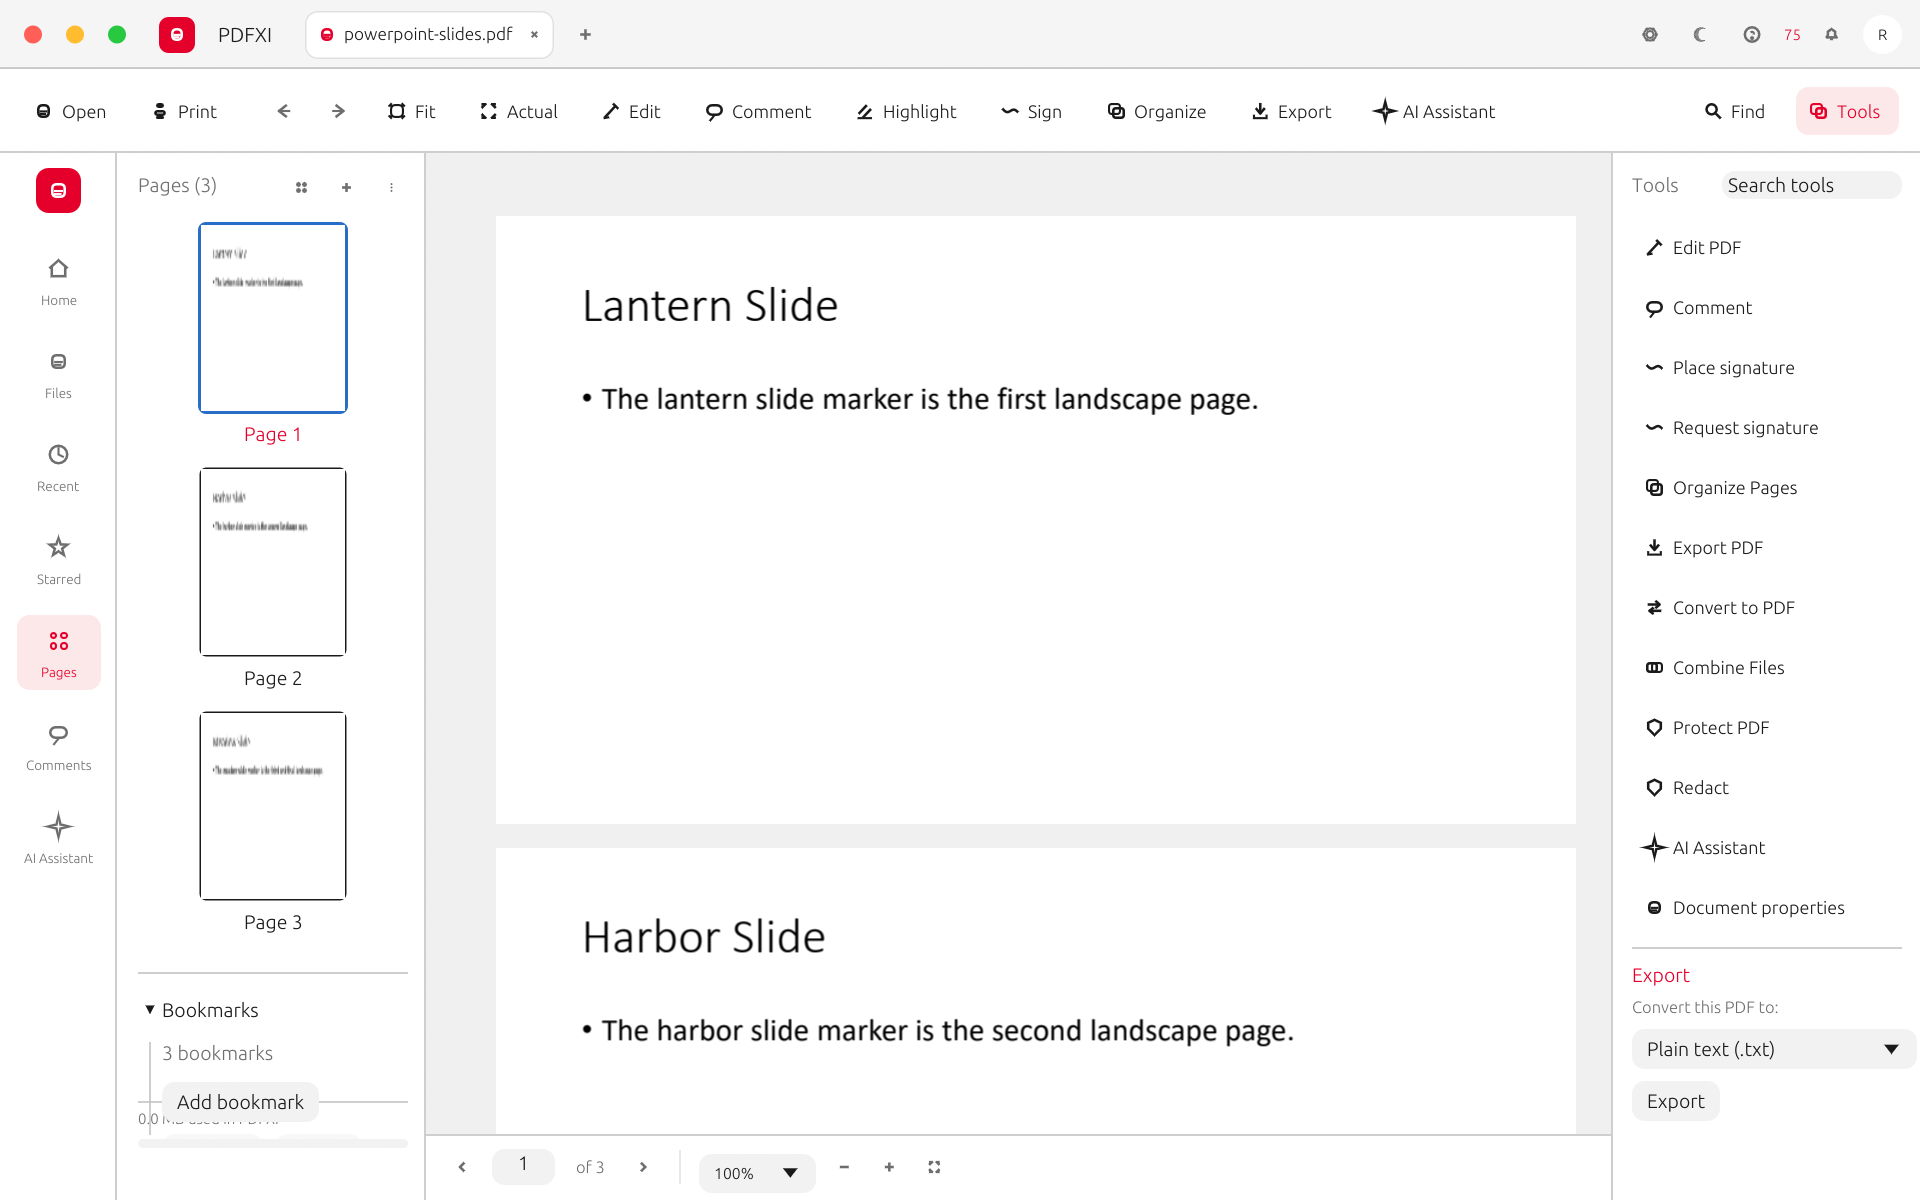 PDFXI
powerpoint-slides.pdf
75
R
Open
Print
Fit
Actual
Edit
Comment
Highlight
Sign
Organize
Export
AI Assistant
Find
Tools
Home
Files
Recent
Starred
Pages
Comments
AI Assistant
Pages (3)
Page 1
Page 2
Page 3
Bookmarks
3 bookmarks
Add bookmark
Lantern Slide
• The lantern slide marker is the first landscape page.
Harbor Slide
• The harbor slide marker is the second landscape page.
1 of 3
100%
Tools
Search tools
Edit PDF
Comment
Place signature
Request signature
Organize Pages
Export PDF
Convert to PDF
Combine Files
Protect PDF
Redact
AI Assistant
Document properties
Export
Convert this PDF to:
Plain text (.txt)
Export